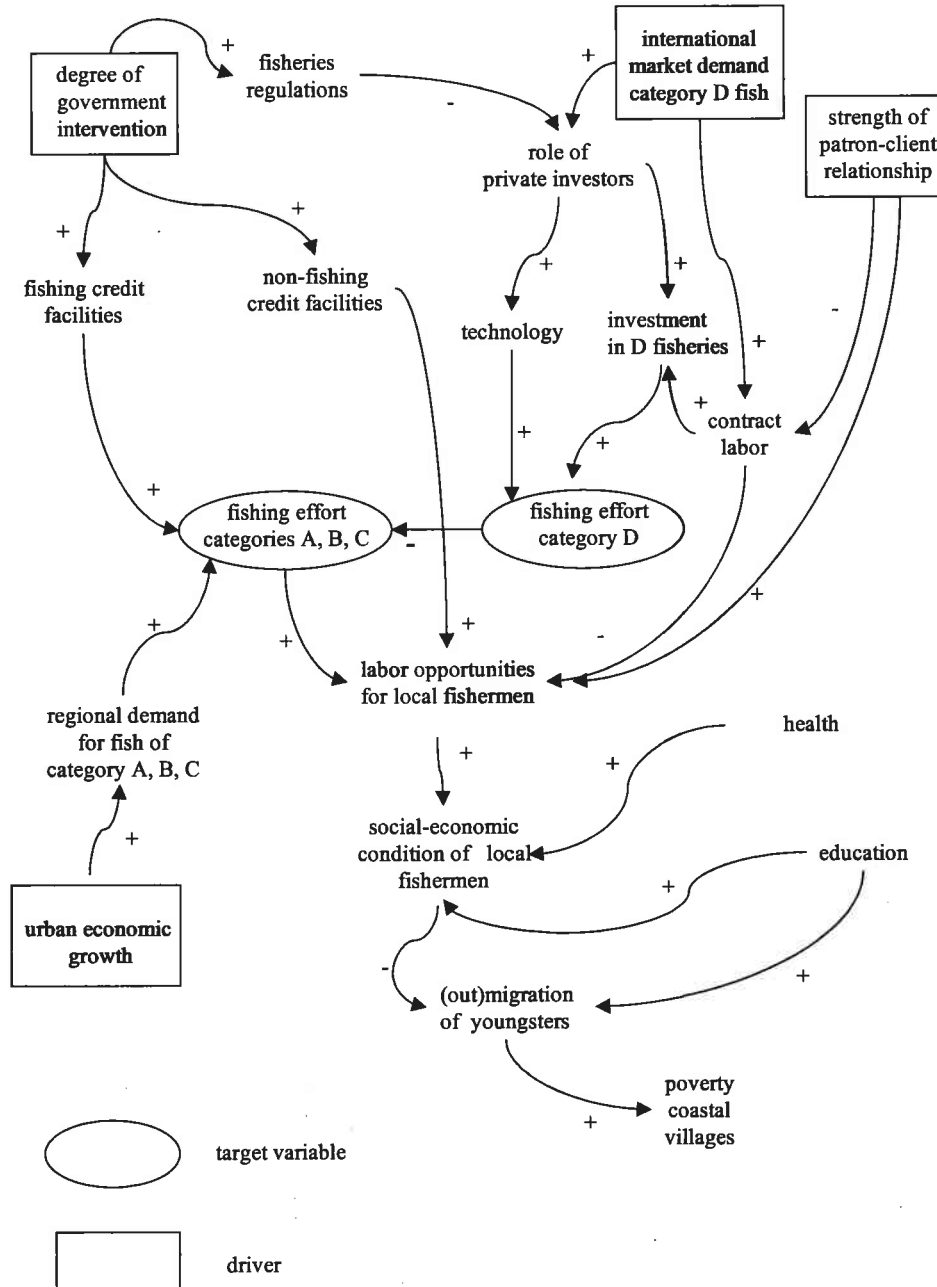 degree of
government
intervention
+
fisheries
regulations
-
+
international
market demand
category D fish
strength of
patron-client
relationship
role of
private investors
+
+
fishing credit
facilities
non-fishing
credit facilities
+
technology
+
investment
in D fisheries
+
-
+
contract
labor
+
+
+
fishing effort
categories A, B, C
-
fishing effort
category D
+
+
+
+
-
+
labor opportunities
for local fishermen
regional demand
for fish of
category A, B, C
+
health
+
+
social-economic
condition of local
fishermen
education
+
urban economic
growth
-
(out)migration
of youngsters
+
+
poverty
coastal
villages
target variable
driver